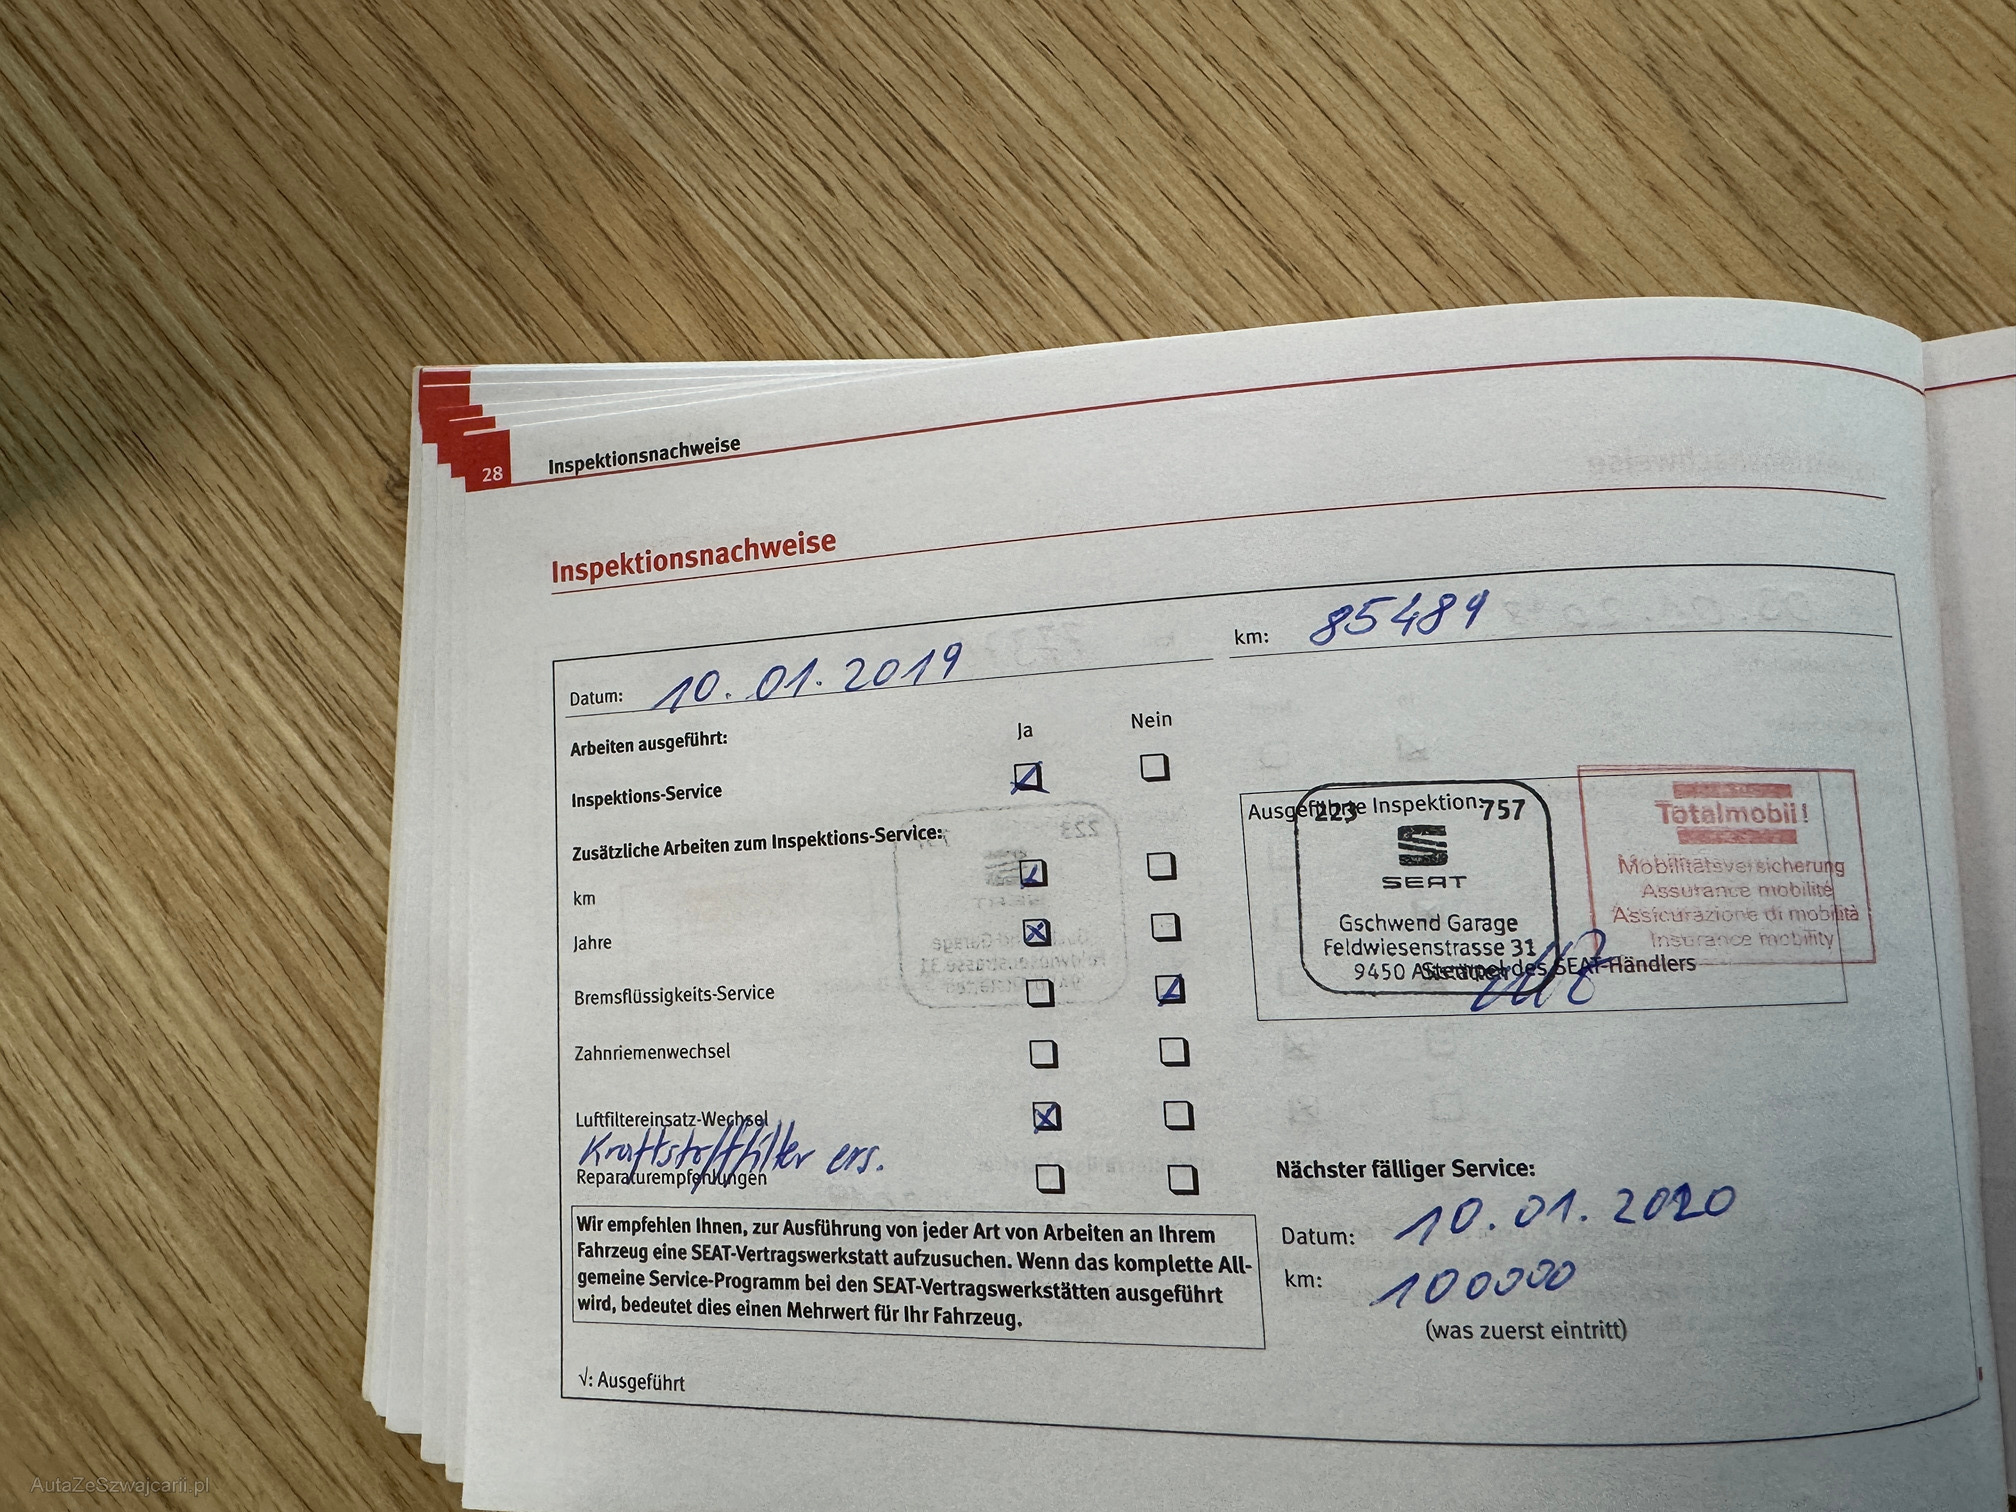 28 Inspektionsnachweise
Inspektionsnachweise
Datum: 10.01.2019 km: 85489
Arbeiten ausgeführt: Ja Nein
Inspektions-Service
Zusätzliche Arbeiten zum Inspektions-Service:
km
Jahre
Bremsflüssigkeits-Service
Zahnriemenwechsel
Luftfiltereinsatz-Wechsel
Kraftstofffilter ers.
Reparaturempfehlungen
Wir empfehlen Ihnen, zur Ausführung von jeder Art von Arbeiten an Ihrem
Fahrzeug eine SEAT-Vertragswerkstatt aufzusuchen. Wenn das komplette All-
gemeine Service-Programm bei den SEAT-Vertragswerkstätten ausgeführt
wird, bedeutet dies einen Mehrwert für Ihr Fahrzeug.
√: Ausgeführt
Ausgeführte Inspektion:
223 757
SEAT
Gschwend Garage
Feldwiesenstrasse 31
9450
Stempel des SEAT-Händlers
Totalmobil!
Mobilitätsversicherung
Assurance mobilité
Assicurazione di mobilità
Insurance mobility
Nächster fälliger Service:
Datum: 10.01.2020
km: 100000
(was zuerst eintritt)
AutaZeSzwajcarii.pl